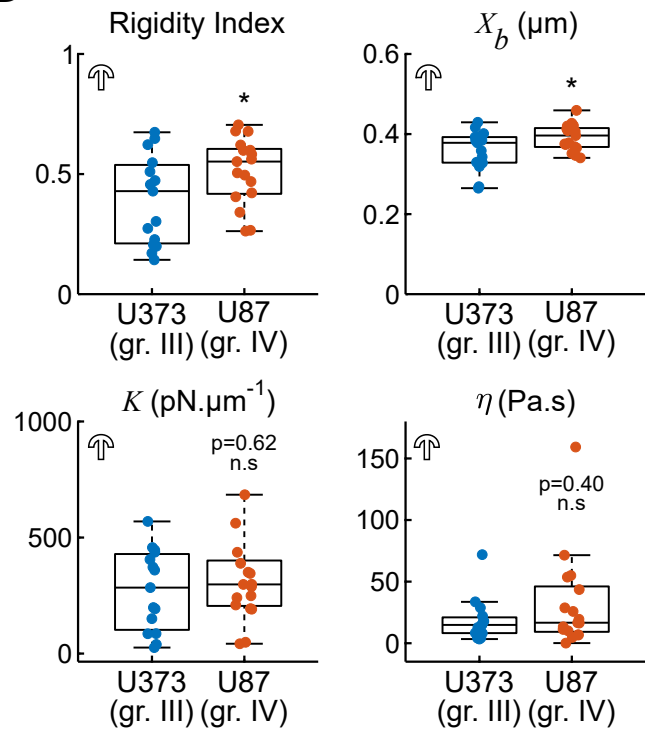 Rigidity Index
1
0.5
0
*
U373
(gr. III)
U87
(gr. IV)
X_b (µm)
0.6
0.4
0.2
0
*
U373
(gr. III)
U87
(gr. IV)
K (pN.µm⁻¹)
1000
500
0
p=0.62
n.s
U373
(gr. III)
U87
(gr. IV)
η (Pa.s)
150
100
50
0
p=0.40
n.s
U373
(gr. III)
U87
(gr. IV)